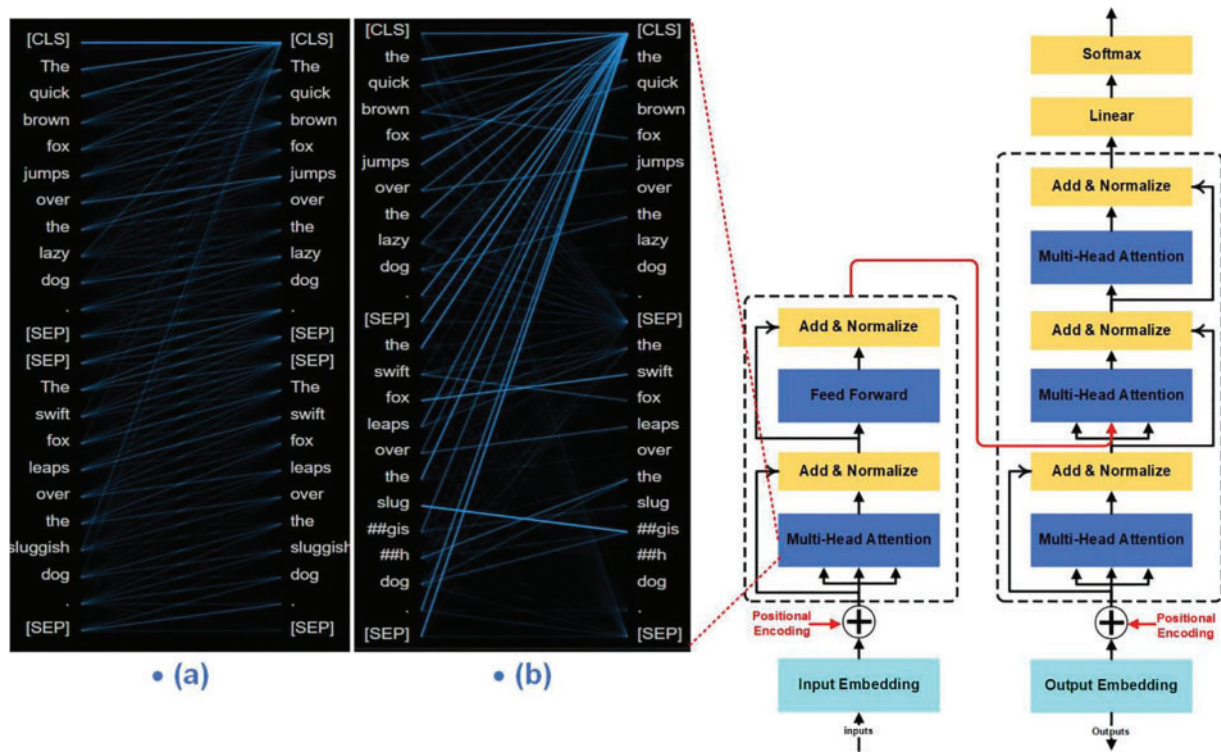 [CLS]
The
quick
brown
fox
jumps
over
the
lazy
dog
.
[SEP]
[SEP]
The
swift
fox
leaps
over
the
sluggish
dog
.
[SEP]
[CLS]
The
quick
brown
fox
jumps
over
the
lazy
dog
.
[SEP]
[SEP]
The
swift
fox
leaps
over
the
sluggish
dog
.
[SEP]
• (a)
[CLS]
the
quick
brown
fox
jumps
over
the
lazy
dog
.
[SEP]
the
swift
fox
leaps
over
the
slug
##gis
##h
dog
.
[SEP]
[CLS]
the
quick
brown
fox
jumps
over
the
lazy
dog
.
[SEP]
the
swift
fox
leaps
over
the
slug
##gis
##h
dog
.
[SEP]
• (b)
Add & Normalize
Feed Forward
Add & Normalize
Multi-Head Attention
Positional
Encoding
Input Embedding
inputs
Softmax
Linear
Add & Normalize
Multi-Head Attention
Add & Normalize
Multi-Head Attention
Add & Normalize
Multi-Head Attention
Positional
Encoding
Output Embedding
Outputs